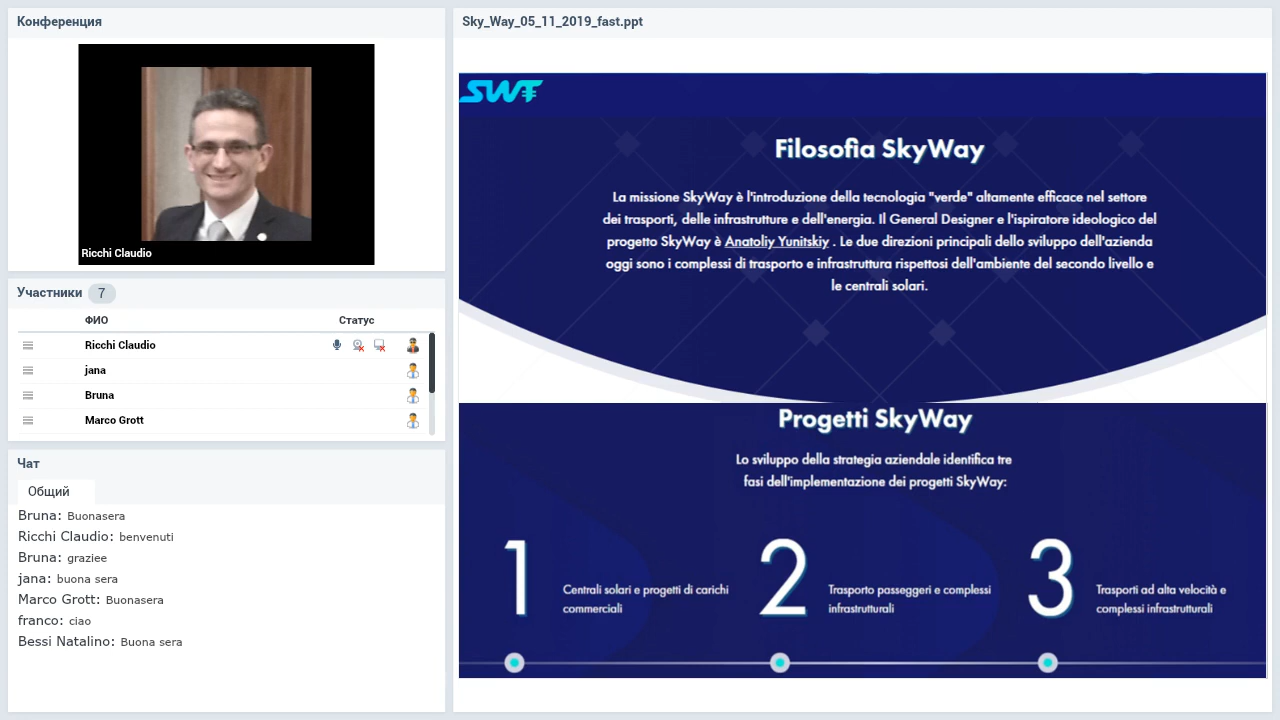 Конференция
Ricchi Claudio
Участники 7
ФИО Статус
Ricchi Claudio
jana
Bruna
Marco Grott
Чат
Общий
Bruna: Buonasera
Ricchi Claudio: benvenuti
Bruna: graziee
jana: buona sera
Marco Grott: Buonasera
franco: ciao
Bessi Natalino: Buona sera
Sky_Way_05_11_2019_fast.ppt
SWT
Filosofia SkyWay
La missione SkyWay è l'introduzione della tecnologia "verde" altamente efficace nel settore
dei trasporti, delle infrastrutture e dell'energia. Il General Designer e l'ispiratore ideologico del
progetto SkyWay è Anatoliy Yunitskiy . Le due direzioni principali dello sviluppo dell'azienda
oggi sono i complessi di trasporto e infrastruttura rispettosi dell'ambiente del secondo livello e
le centrali solari.
Progetti SkyWay
Lo sviluppo della strategia aziendale identifica tre
fasi dell'implementazione dei progetti SkyWay:
1
Centrali solari e progetti di carichi
commerciali
2
Trasporto passeggeri e complessi
infrastrutturali
3
Trasporti ad alta velocità e
complessi infrastrutturali